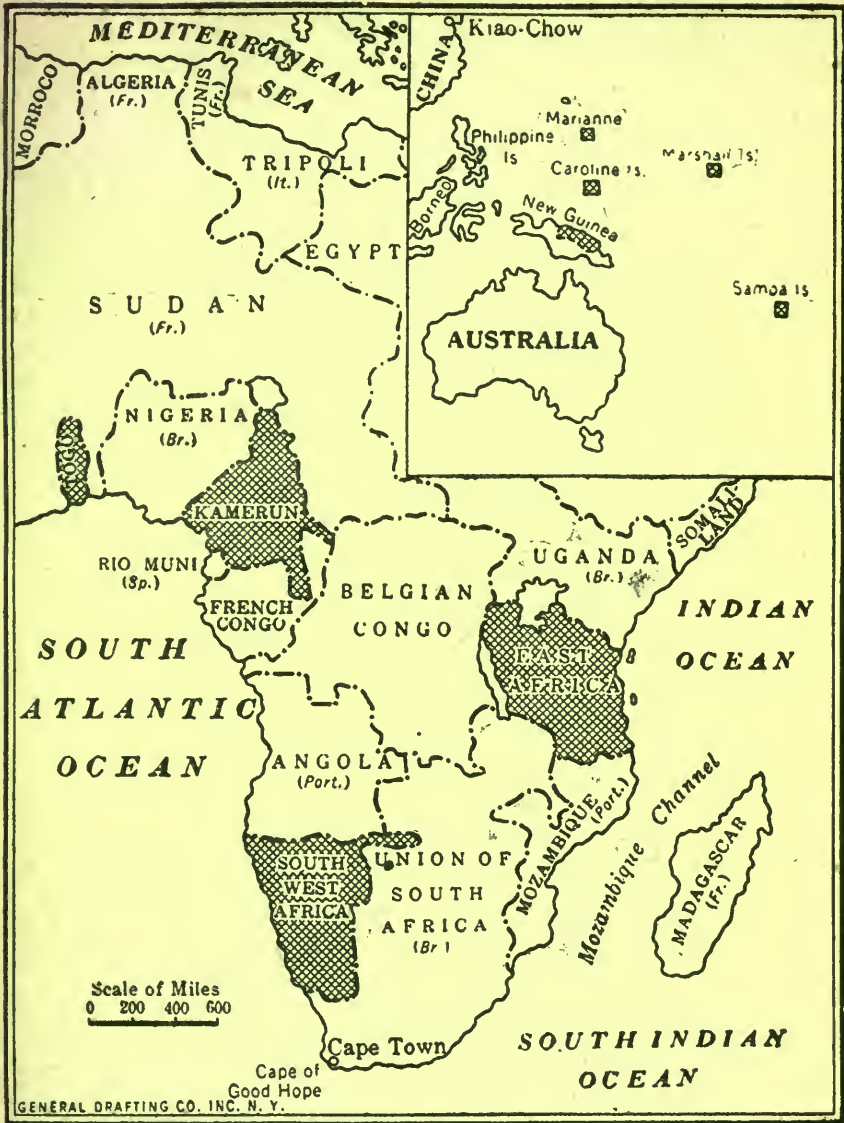 MEDITERRANEAN
SEA
MORROCO
ALGERIA
(Fr.)
TUNIS
(Fr.)
TRIPOLI
(It.)
EGYPT
SUDAN
(Fr.)
NIGERIA
(Br.)
TOGO
KAMERUN
RIO MUNI
(Sp.)
FRENCH
CONGO
BELGIAN
CONGO
UGANDA
(Br.)
SOMALI-
LAND
EAST
AFRICA
INDIAN
OCEAN
SOUTH
ATLANTIC
OCEAN
ANGOLA
(Port.)
SOUTH
WEST
AFRICA
UNION OF
SOUTH
AFRICA
(Br.)
MOZAMBIQUE
(Port.)
Mozambique Channel
MADAGASCAR
(Fr.)
Scale of Miles
0 200 400 600
Cape Town
Cape of
Good Hope
SOUTH INDIAN
OCEAN
GENERAL DRAFTING CO. INC. N. Y.
Kiao-Chow
CHINA
Marianne
Philippine
Is
Caroline Is.
Marshall Is.
Borneo
New Guinea
Samoa Is
AUSTRALIA